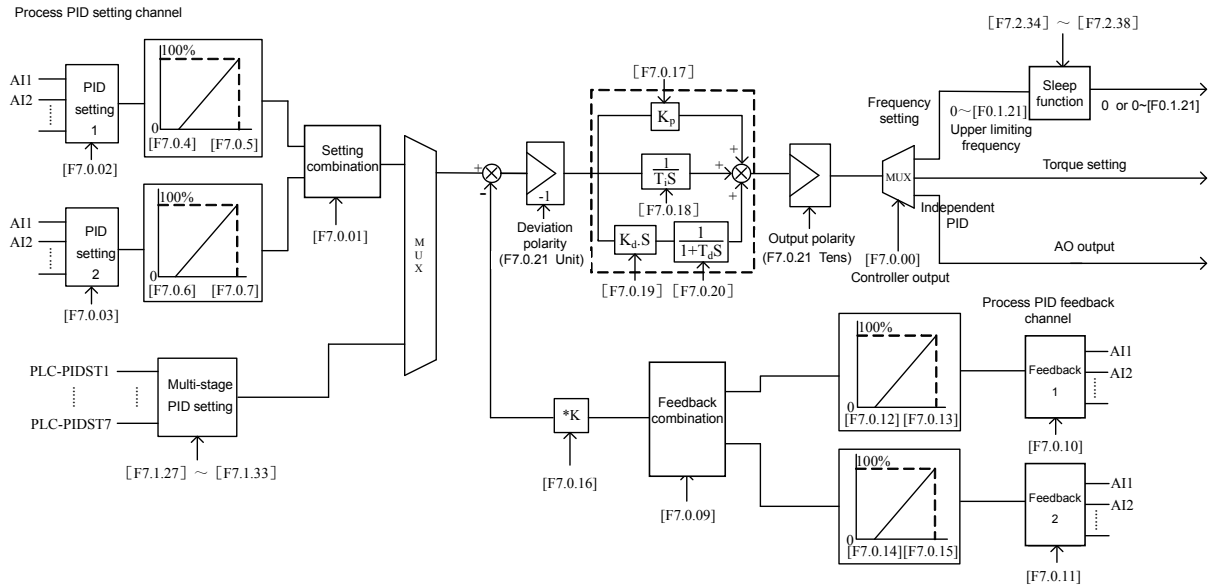 Process PID setting channel
AI1
AI2
PID
setting
1
[F7.0.02]
100%
0
[F7.0.4] [F7.0.5]
AI1
AI2
PID
setting
2
[F7.0.03]
100%
0
[F7.0.6] [F7.0.7]
Setting
combination
[F7.0.01]
PLC-PIDST1
PLC-PIDST7
Multi-stage
PID setting
[F7.1.27] ~ [F7.1.33]
M
U
X
+
-
-1
Deviation
polarity
(F7.0.21 Unit)
[F7.0.17]
Kp
1
TiS
[F7.0.18]
Kd.S
1
1+TdS
[F7.0.19] [F7.0.20]
+
+
+
Output polarity
(F7.0.21 Tens)
MUX
[F7.0.00]
Controller output
Frequency
setting
0~[F0.1.21]
Upper limiting
frequency
[F7.2.34] ~ [F7.2.38]
Sleep
function
0 or 0~[F0.1.21]
Torque setting
Independent
PID
AO output
Process PID feedback
channel
*K
[F7.0.16]
Feedback
combination
[F7.0.09]
100%
0
[F7.0.12] [F7.0.13]
Feedback
1
AI1
AI2
[F7.0.10]
100%
0
[F7.0.14] [F7.0.15]
Feedback
2
AI1
AI2
[F7.0.11]